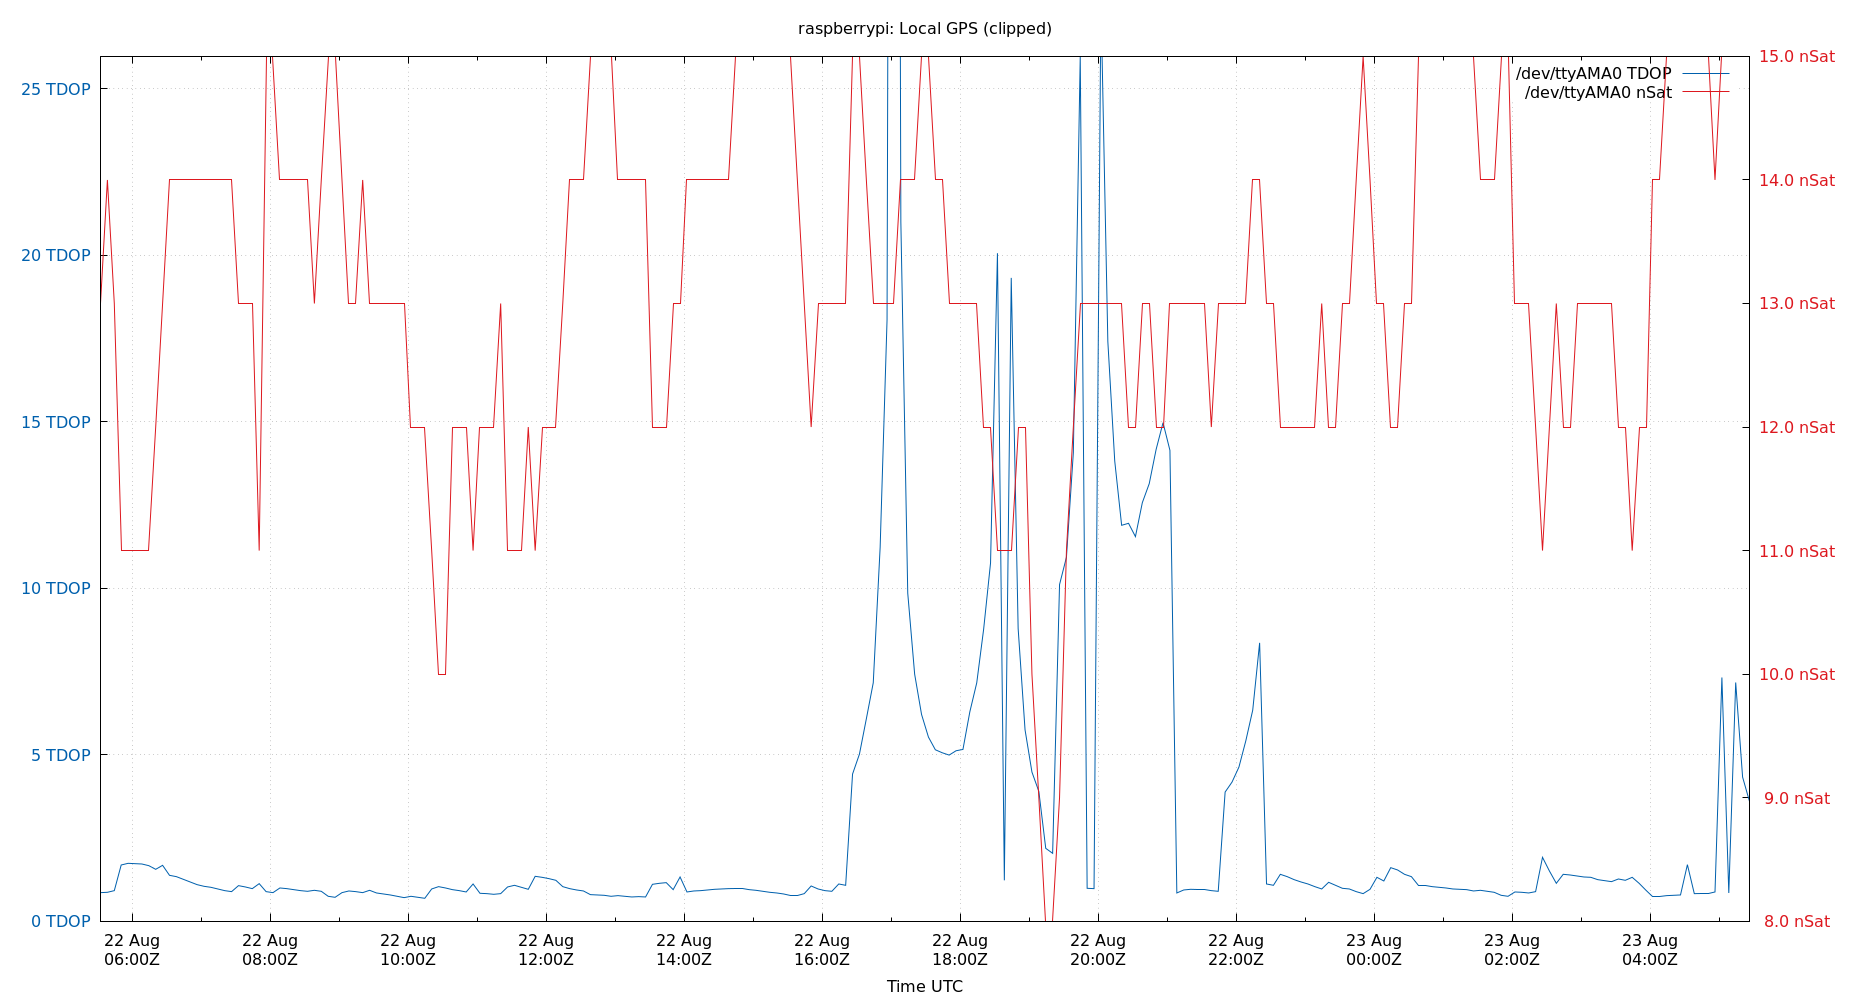 raspberrypi: Local GPS (clipped)
/dev/ttyAMA0 TDOP
/dev/ttyAMA0 nSat
25 TDOP
20 TDOP
15 TDOP
10 TDOP
5 TDOP
0 TDOP
15.0 nSat
14.0 nSat
13.0 nSat
12.0 nSat
11.0 nSat
10.0 nSat
9.0 nSat
8.0 nSat
22 Aug
06:00Z
22 Aug
08:00Z
22 Aug
10:00Z
22 Aug
12:00Z
22 Aug
14:00Z
22 Aug
16:00Z
22 Aug
18:00Z
22 Aug
20:00Z
22 Aug
22:00Z
23 Aug
00:00Z
23 Aug
02:00Z
23 Aug
04:00Z
Time UTC